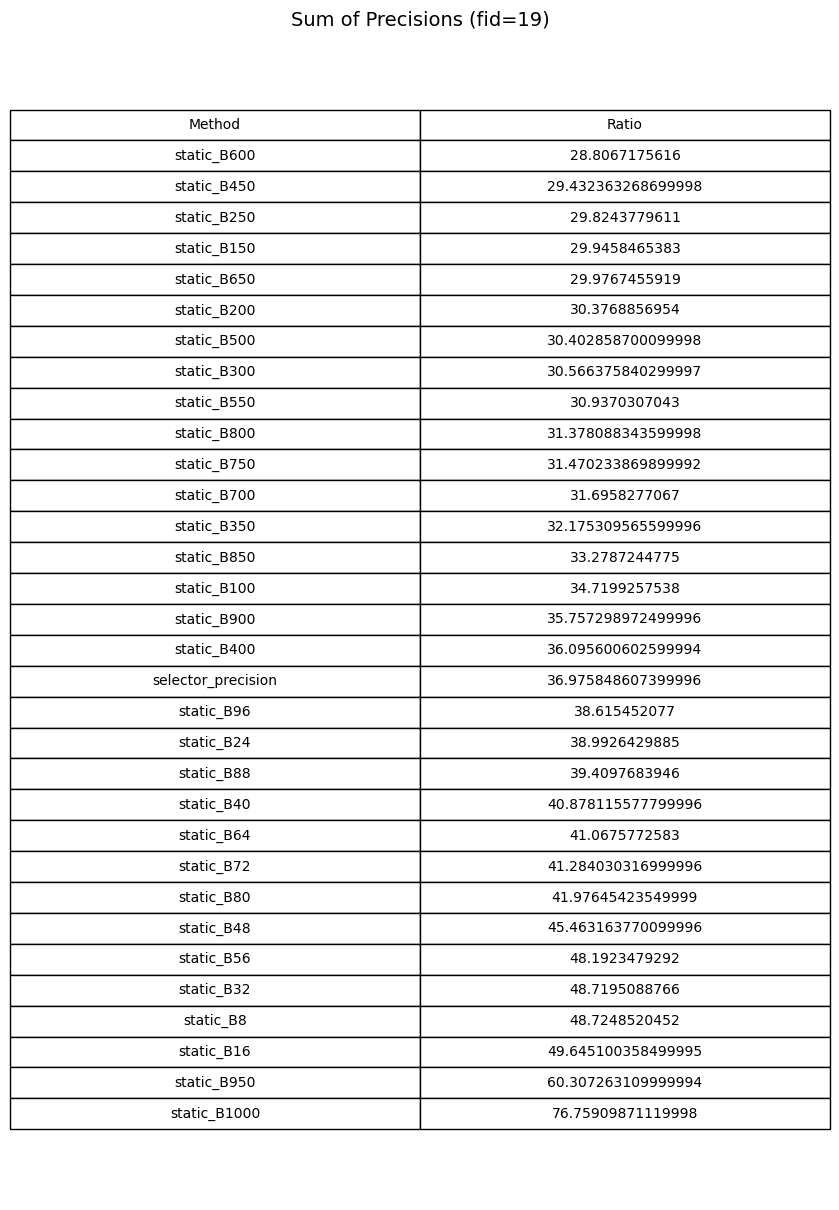 Sum of Precisions (fid=19)
Method Ratio
static_B600 28.8067175616
static_B450 29.432363268699998
static_B250 29.8243779611
static_B150 29.9458465383
static_B650 29.9767455919
static_B200 30.3768856954
static_B500 30.402858700099998
static_B300 30.566375840299997
static_B550 30.9370307043
static_B800 31.378088343599998
static_B750 31.470233869899992
static_B700 31.6958277067
static_B350 32.175309565599996
static_B850 33.2787244775
static_B100 34.7199257538
static_B900 35.757298972499996
static_B400 36.095600602599994
selector_precision 36.975848607399996
static_B96 38.615452077
static_B24 38.9926429885
static_B88 39.4097683946
static_B40 40.878115577799996
static_B64 41.0675772583
static_B72 41.284030316999996
static_B80 41.97645423549999
static_B48 45.463163770099996
static_B56 48.1923479292
static_B32 48.7195088766
static_B8 48.7248520452
static_B16 49.645100358499995
static_B950 60.307263109999994
static_B1000 76.75909871119998